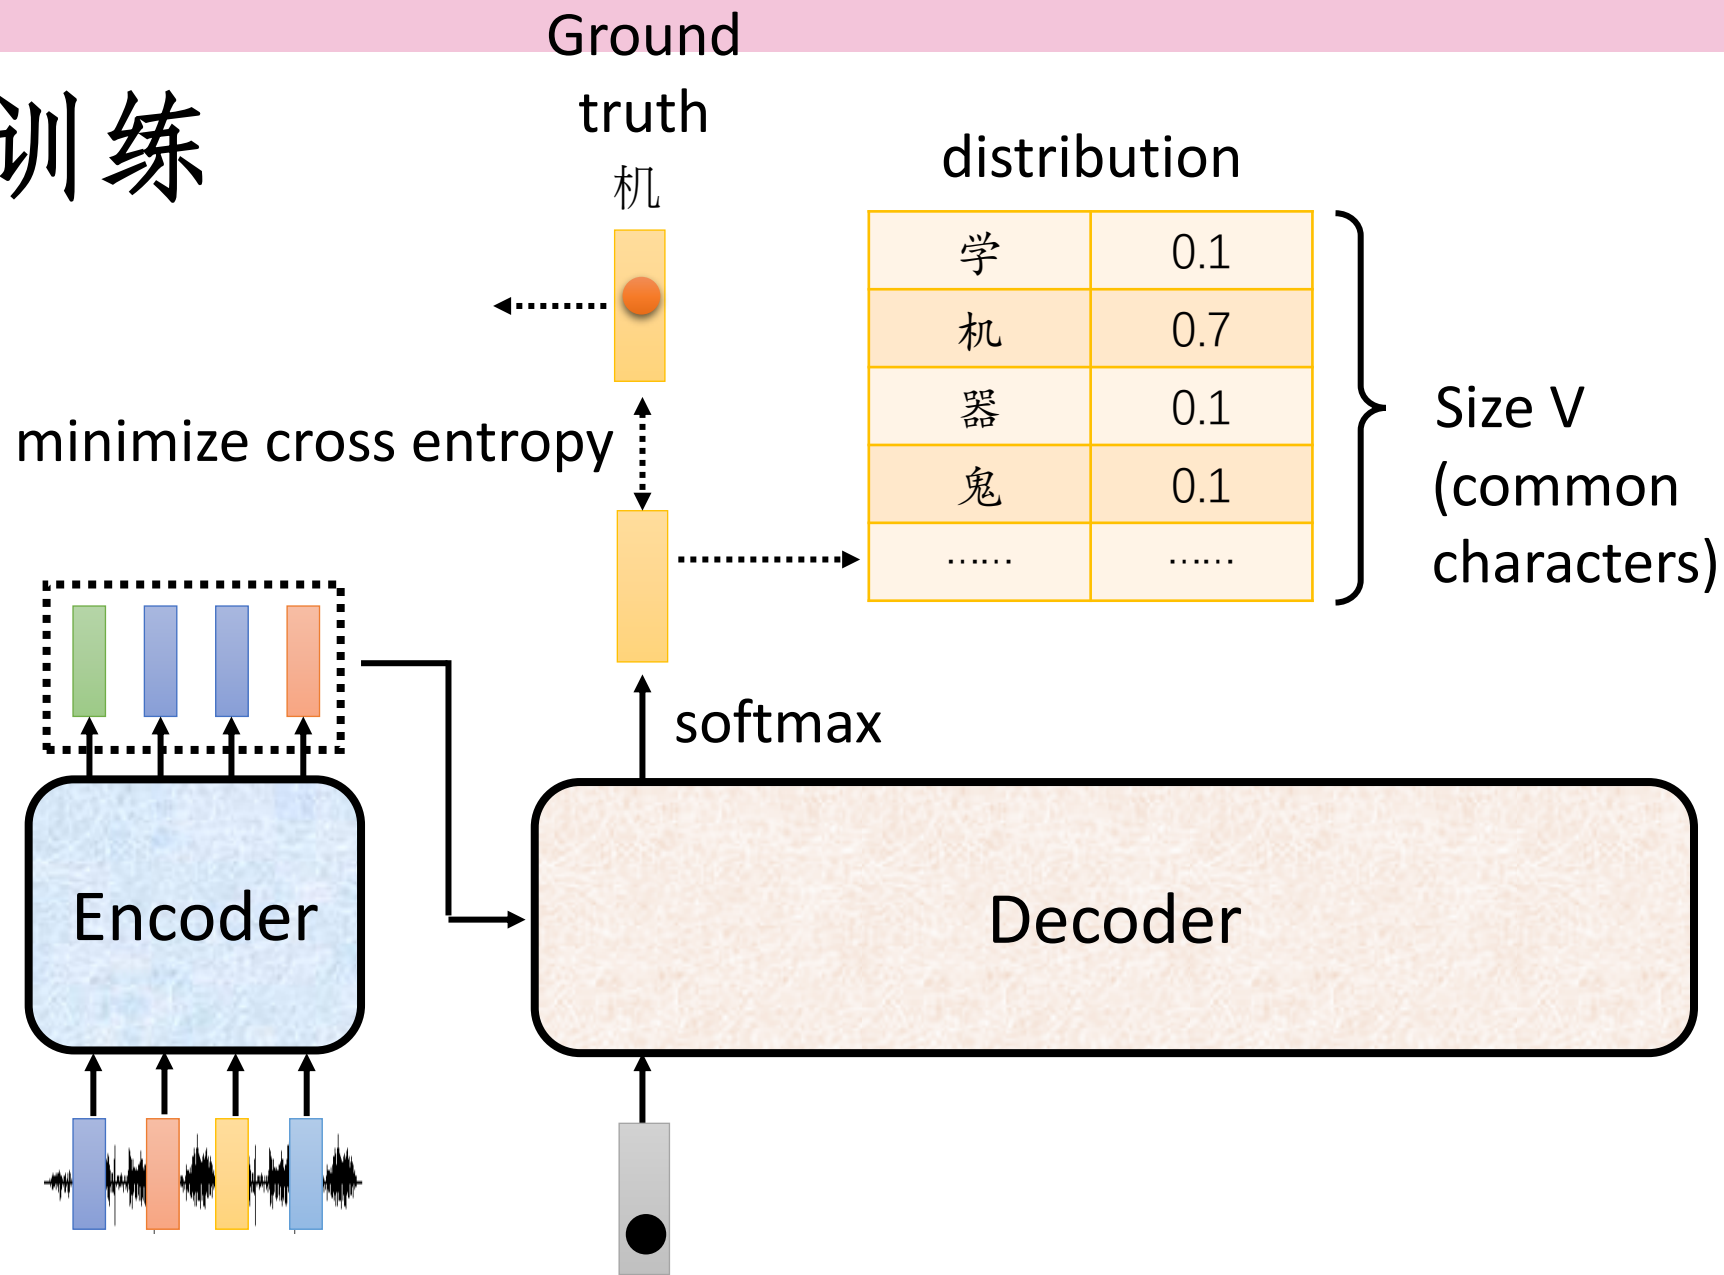 Ground
truth
训练
机
distribution
学 0.1
机 0.7
器 0.1
鬼 0.1
…… ……
Size V
(common
characters)
minimize cross entropy
softmax
Encoder
Decoder